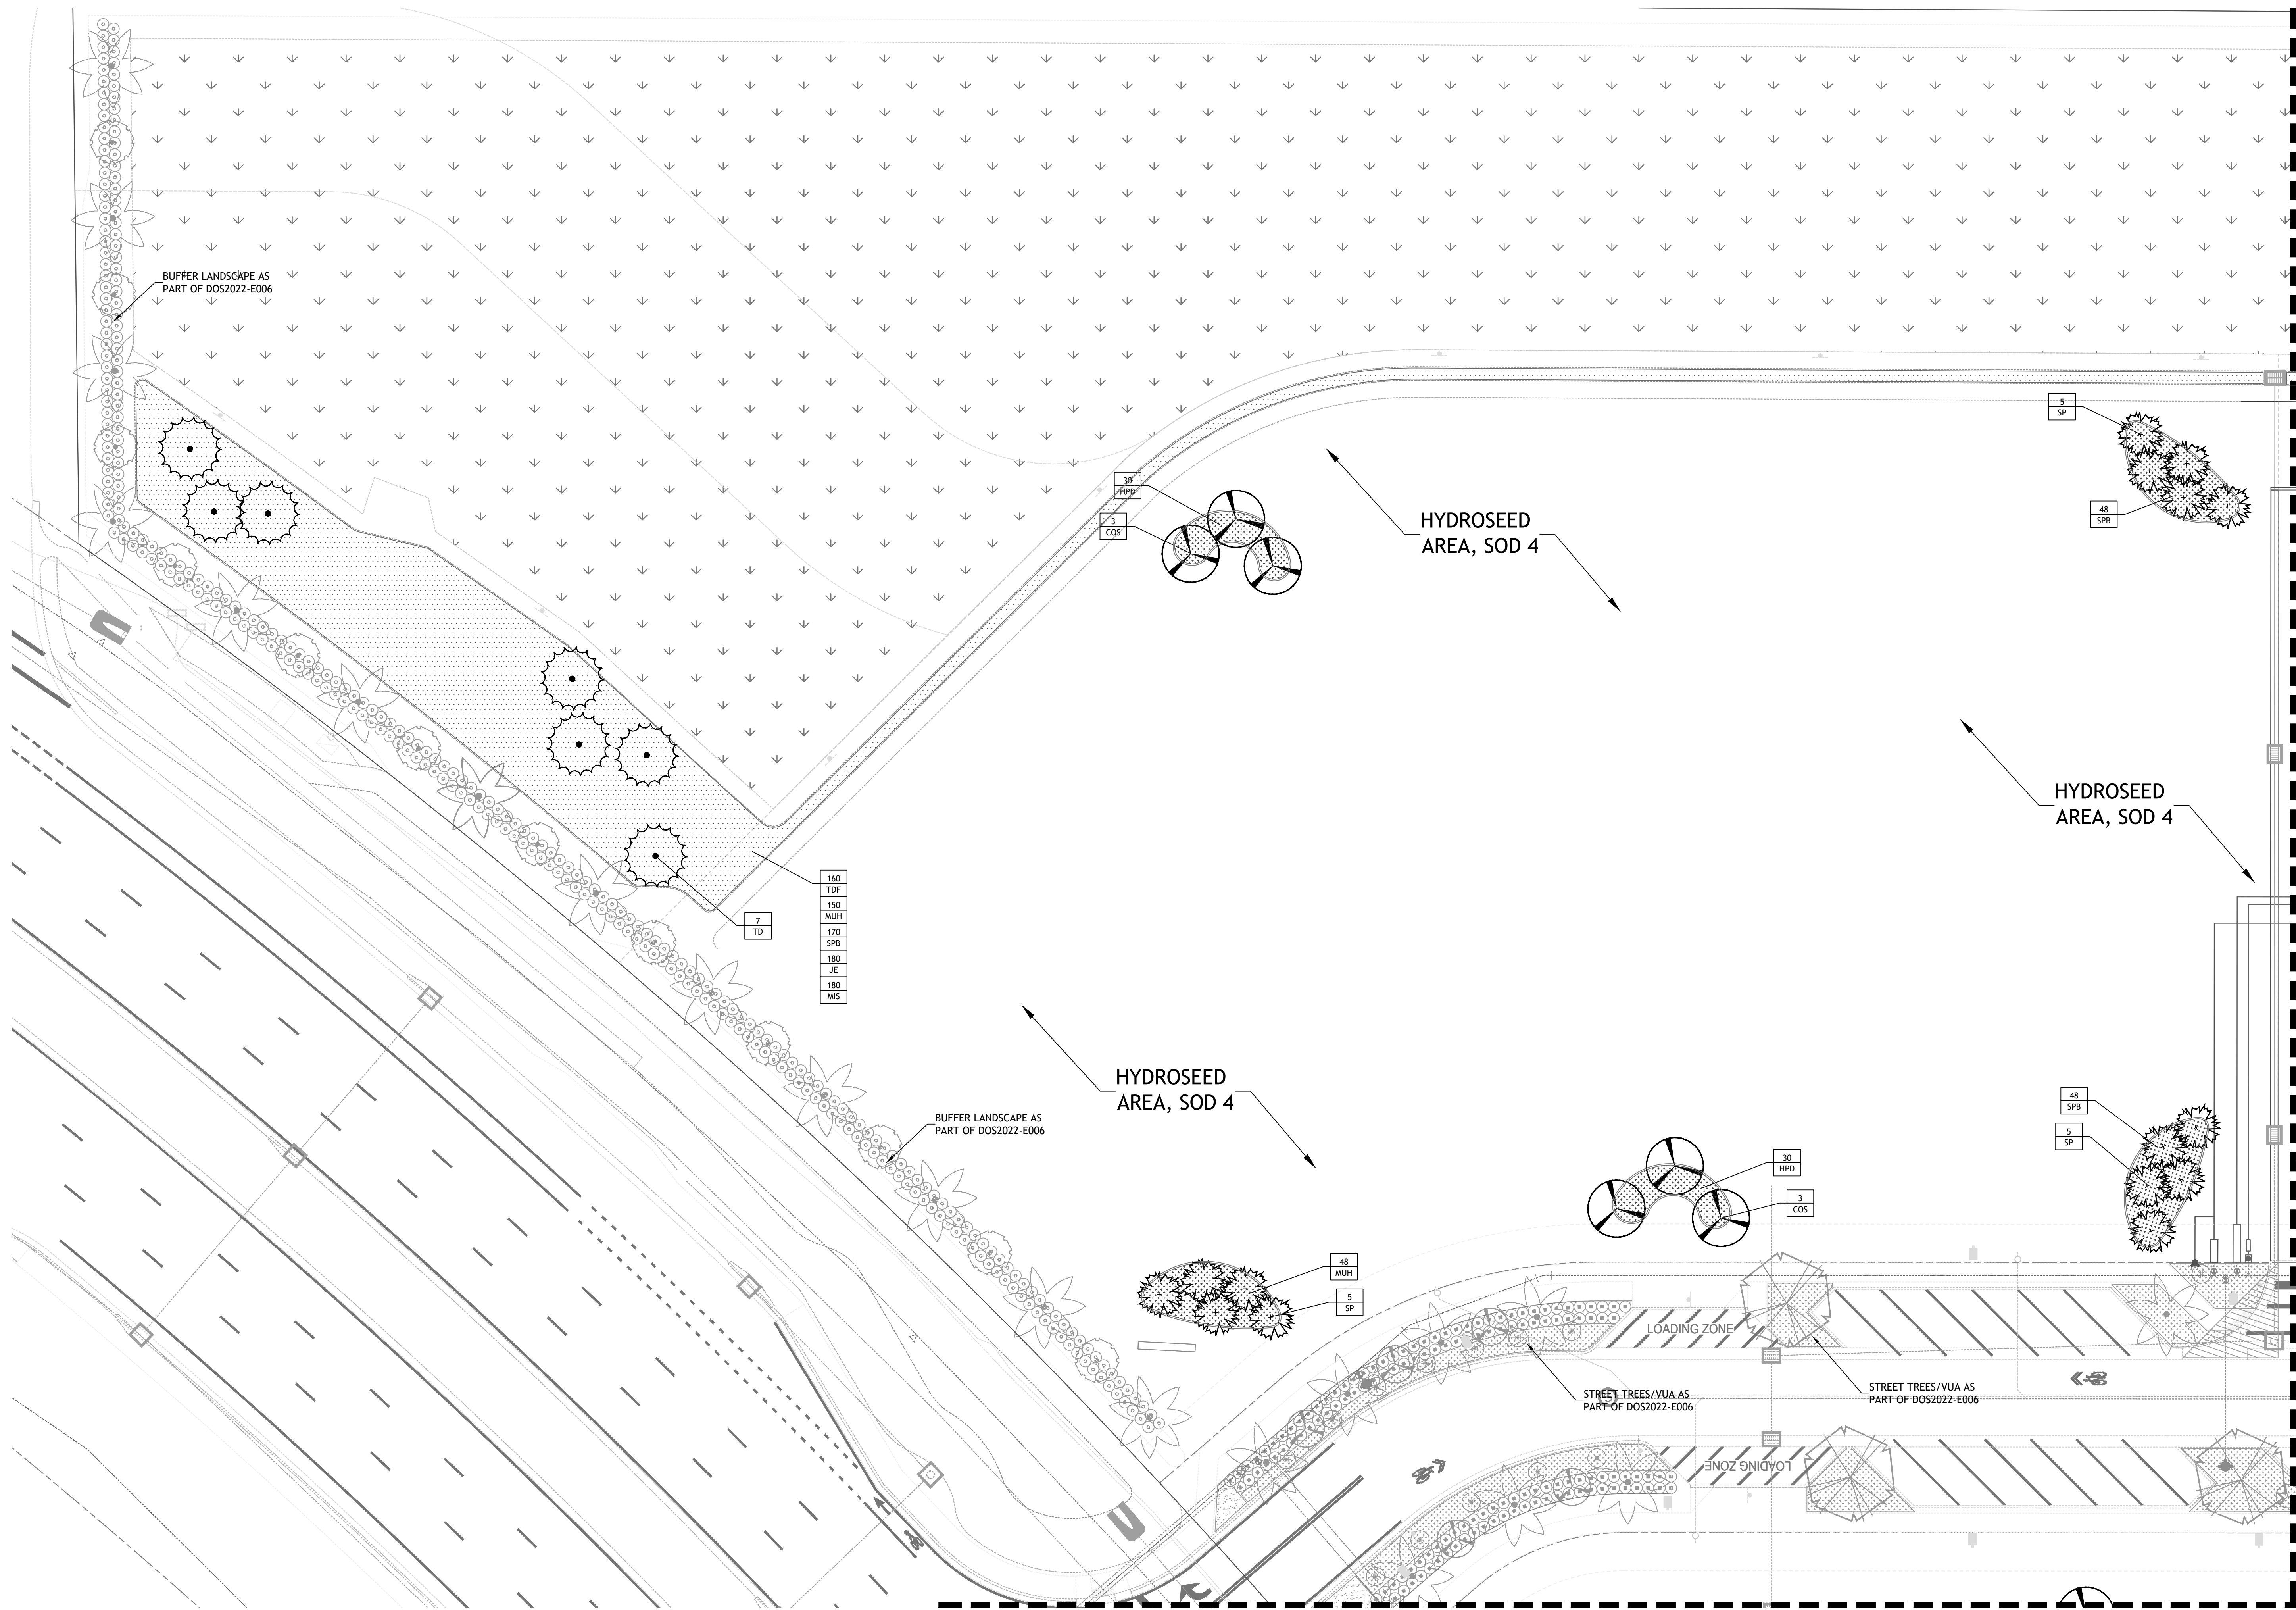 BUFFER LANDSCAPE AS
PART OF DOS2022-E006
5
SP
48
SPB
30
HPD
3
COS
HYDROSEED
AREA, SOD 4
HYDROSEED
AREA, SOD 4
160
TDF
150
MUH
170
SPB
180
JE
180
MIS
7
TD
HYDROSEED
AREA, SOD 4
BUFFER LANDSCAPE AS
PART OF DOS2022-E006
48
SPB
5
SP
30
HPD
3
COS
48
MUH
5
SP
LOADING ZONE
STREET TREES/VUA AS
PART OF DOS2022-E006
STREET TREES/VUA AS
PART OF DOS2022-E006
LOADING ZONE